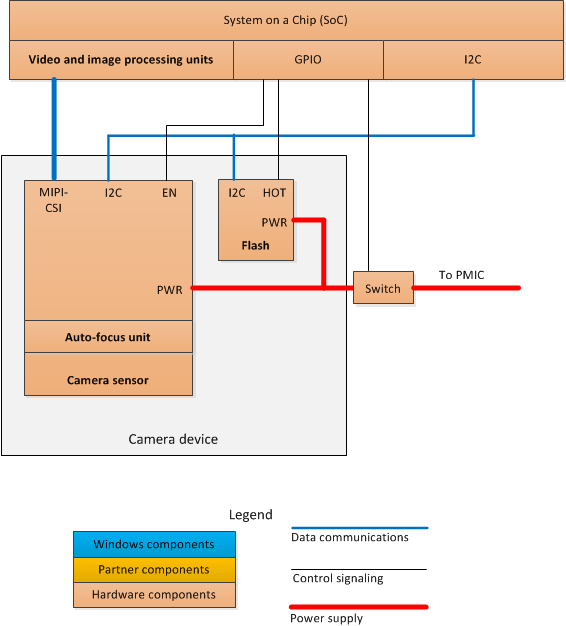 System on a Chip (SoC)
Video and image processing units
GPIO
I2C
MIPI-
CSI
I2C
EN
I2C
HOT
PWR
Flash
PWR
Switch
To PMIC
Auto-focus unit
Camera sensor
Camera device
Legend
Data communications
Windows components
Partner components
Control signaling
Hardware components
Power supply